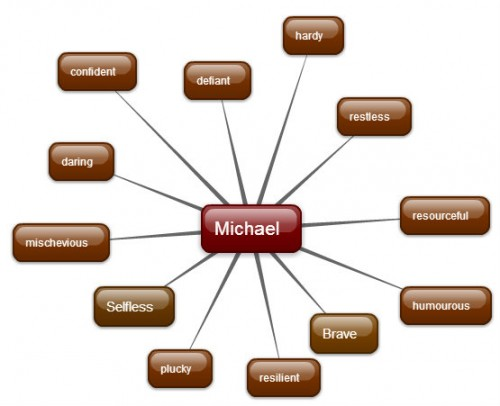 hardy
confident
defiant
restless
daring
resourceful
Michael
mischevious
Selfless
humourous
Brave
plucky
resilient